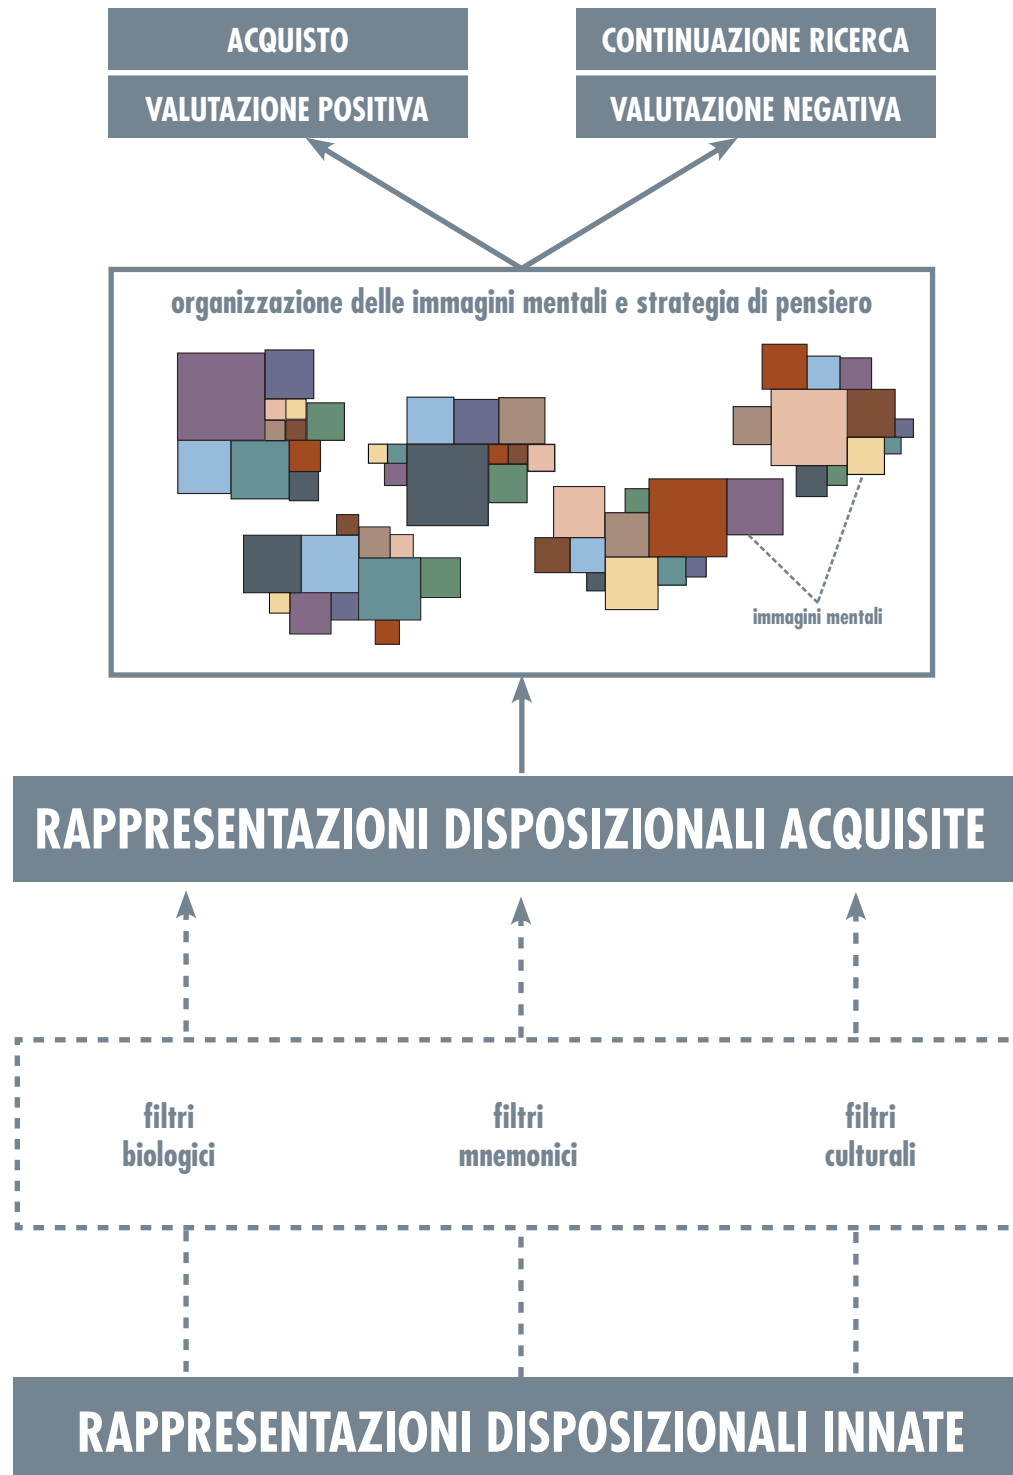 ACQUISTO
VALUTAZIONE POSITIVA
CONTINUAZIONE RICERCA
VALUTAZIONE NEGATIVA
organizzazione delle immagini mentali e strategia di pensiero
immagini mentali
RAPPRESENTAZIONI DISPOSIZIONALI ACQUISITE
filtri
biologici
filtri
mnemonici
filtri
culturali
RAPPRESENTAZIONI DISPOSIZIONALI INNATE